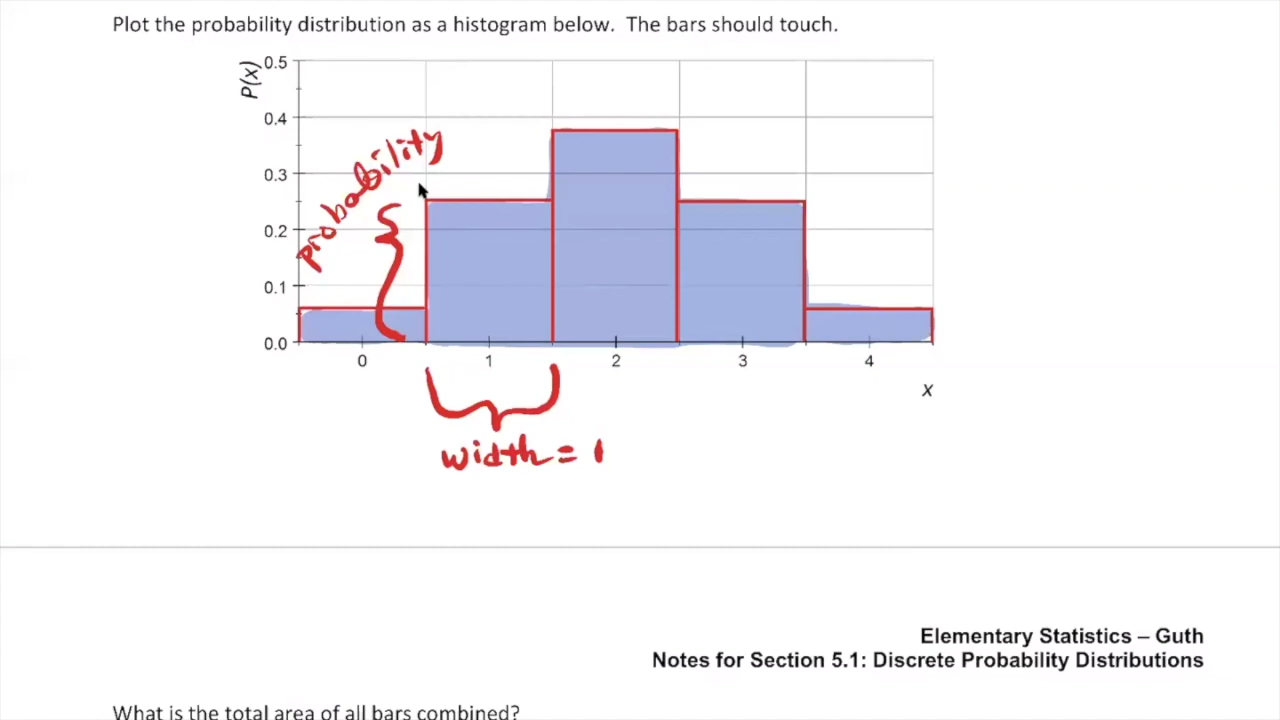 Plot the probability distribution as a histogram below.  The bars should touch.
P(x)
0.5
0.4
0.3
0.2
0.1
0.0
probability
0 1 2 3 4
x
width = 1
Elementary Statistics – Guth
Notes for Section 5.1: Discrete Probability Distributions
What is the total area of all bars combined?